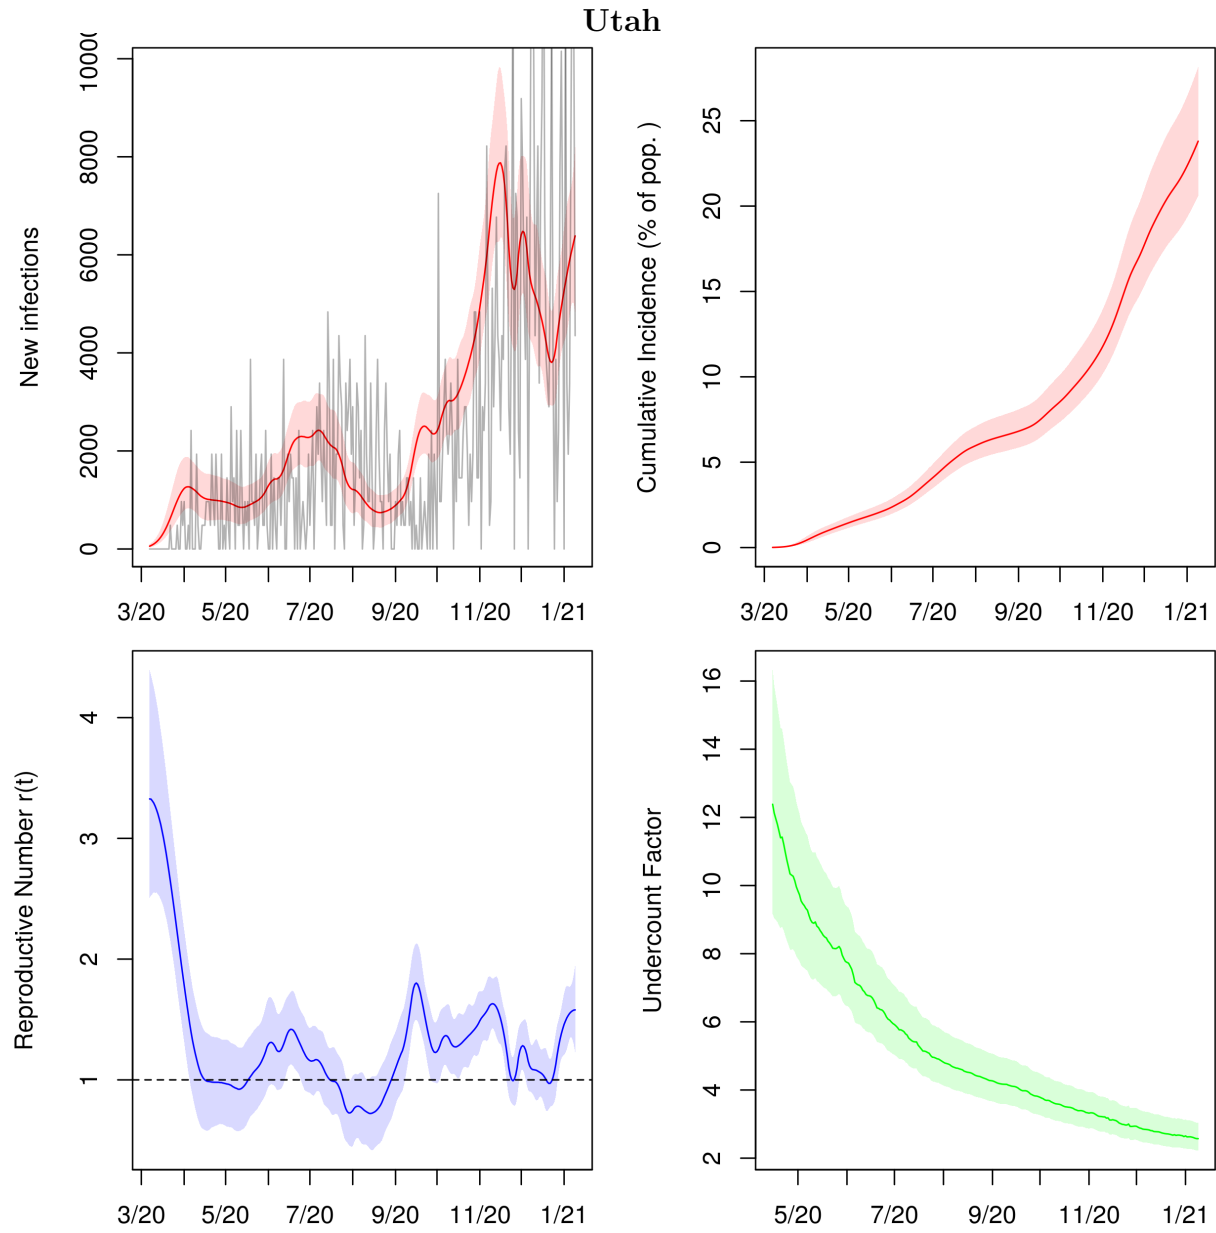 Utah
New infections
0 2000 4000 6000 8000 1000(
3/20 5/20 7/20 9/20 11/20 1/21
Cumulative Incidence (% of pop. )
0 5 10 15 20 25
3/20 5/20 7/20 9/20 11/20 1/21
Reproductive Number r(t)
1 2 3 4
3/20 5/20 7/20 9/20 11/20 1/21
Undercount Factor
2 4 6 8 10 12 14 16
5/20 7/20 9/20 11/20 1/21